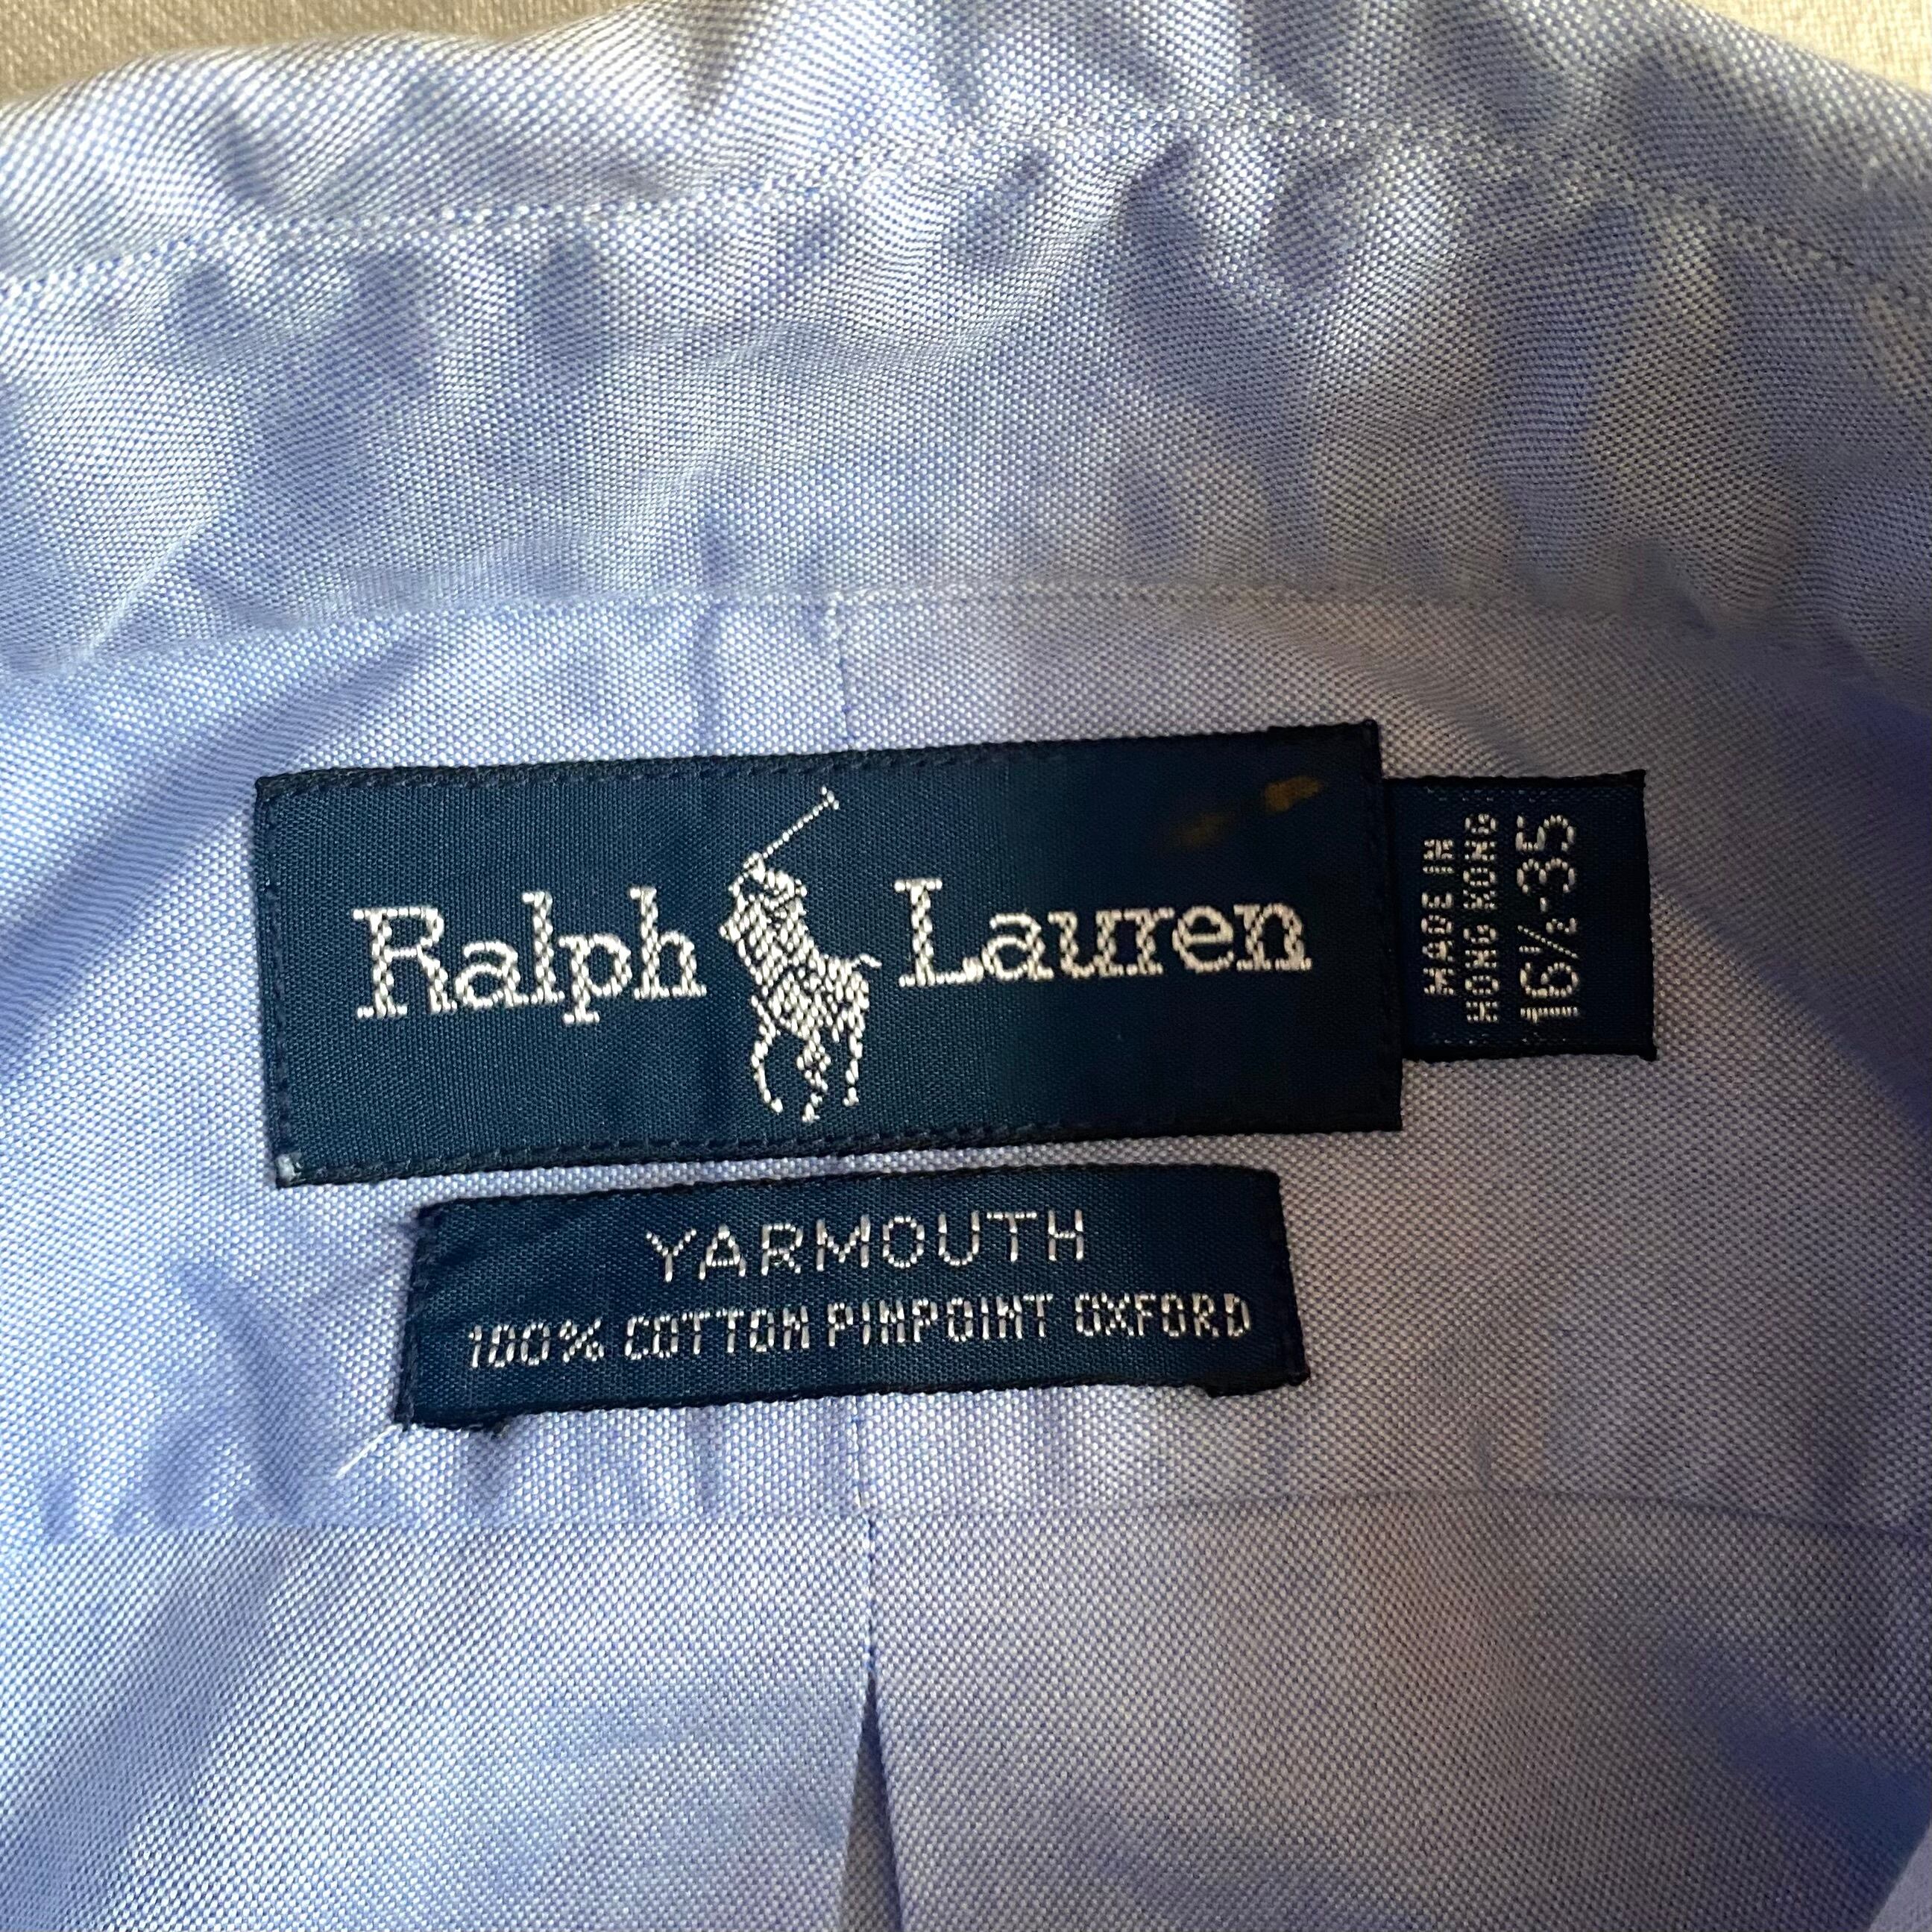 Ralph Lauren
MADE IN
HONG KONG
16½-35
YARMOUTH
100% COTTON PINPOINT OXFORD